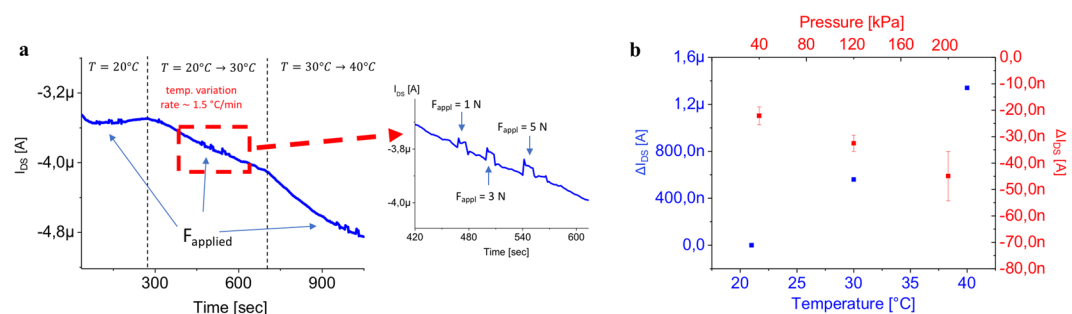 a
T = 20°C
T = 20°C → 30°C
T = 30°C → 40°C
temp. variation
rate ~ 1.5 °C/min
-3,2µ
-4,0µ
-4,8µ
I_DS [A]
F_applied
300
600
900
Time [sec]
I_DS [A]
F_appl = 1 N
F_appl = 5 N
F_appl = 3 N
-3,8µ
-4,0µ
420
480
540
600
Time [sec]
b
Pressure [kPa]
40
80
120
160
200
1,6µ
1,2µ
800,0n
400,0n
0,0
ΔI_DS [A]
0,0
-10,0n
-20,0n
-30,0n
-40,0n
-50,0n
-60,0n
-70,0n
-80,0n
ΔI_DS [A]
20
25
30
35
40
Temperature [°C]